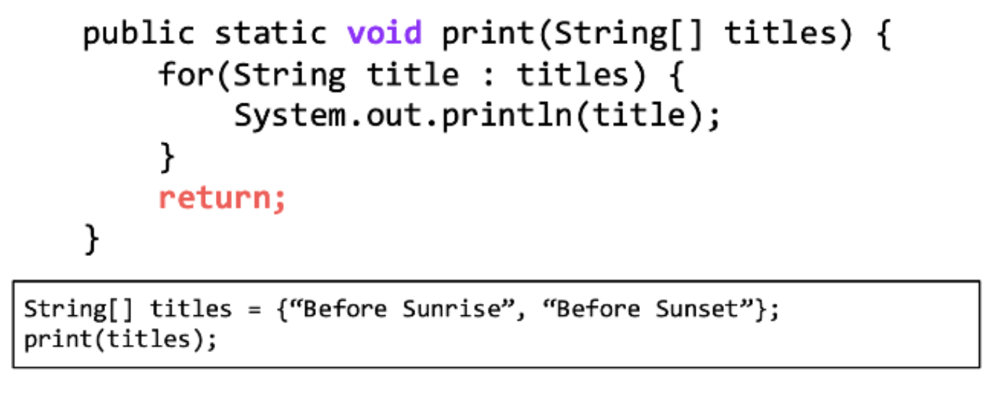 public static void print(String[] titles) {
for(String title : titles) {
System.out.println(title);
}
return;
}
String[] titles = {“Before Sunrise”, “Before Sunset”};
print(titles);